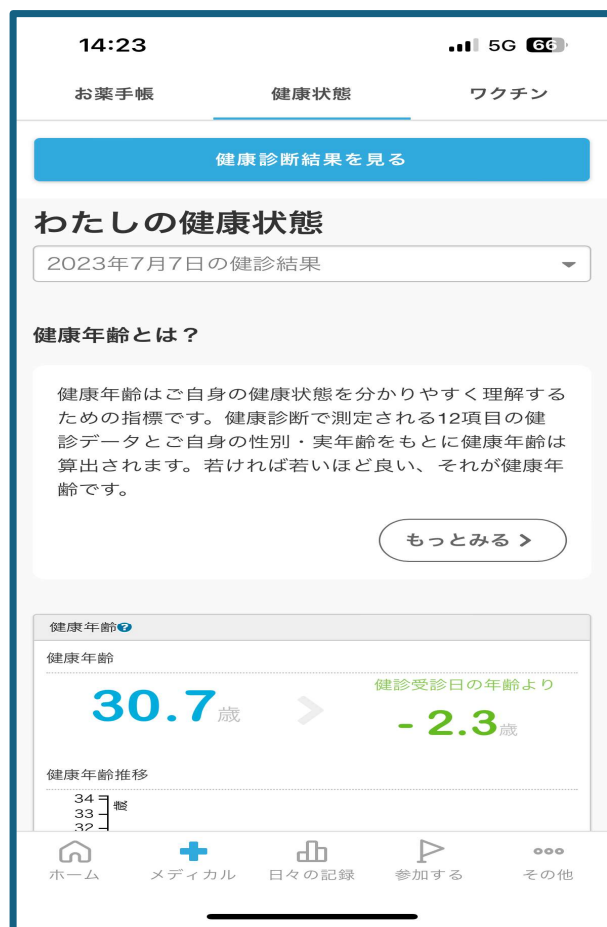 14:23
5G 66
お薬手帳 健康状態 ワクチン
健康診断結果を見る
わたしの健康状態
2023年7月7日の健診結果
健康年齢とは？
健康年齢はご自身の健康状態を分かりやすく理解する
ための指標です。健康診断で測定される12項目の健
診データとご自身の性別・実年齢をもとに健康年齢は
算出されます。若ければ若いほど良い、それが健康年
齢です。
もっとみる >
健康年齢?
健康年齢
健診受診日の年齢より
30.7歳 > - 2.3歳
健康年齢推移
34
歳
33
32
ホーム メディカル 日々の記録 参加する その他